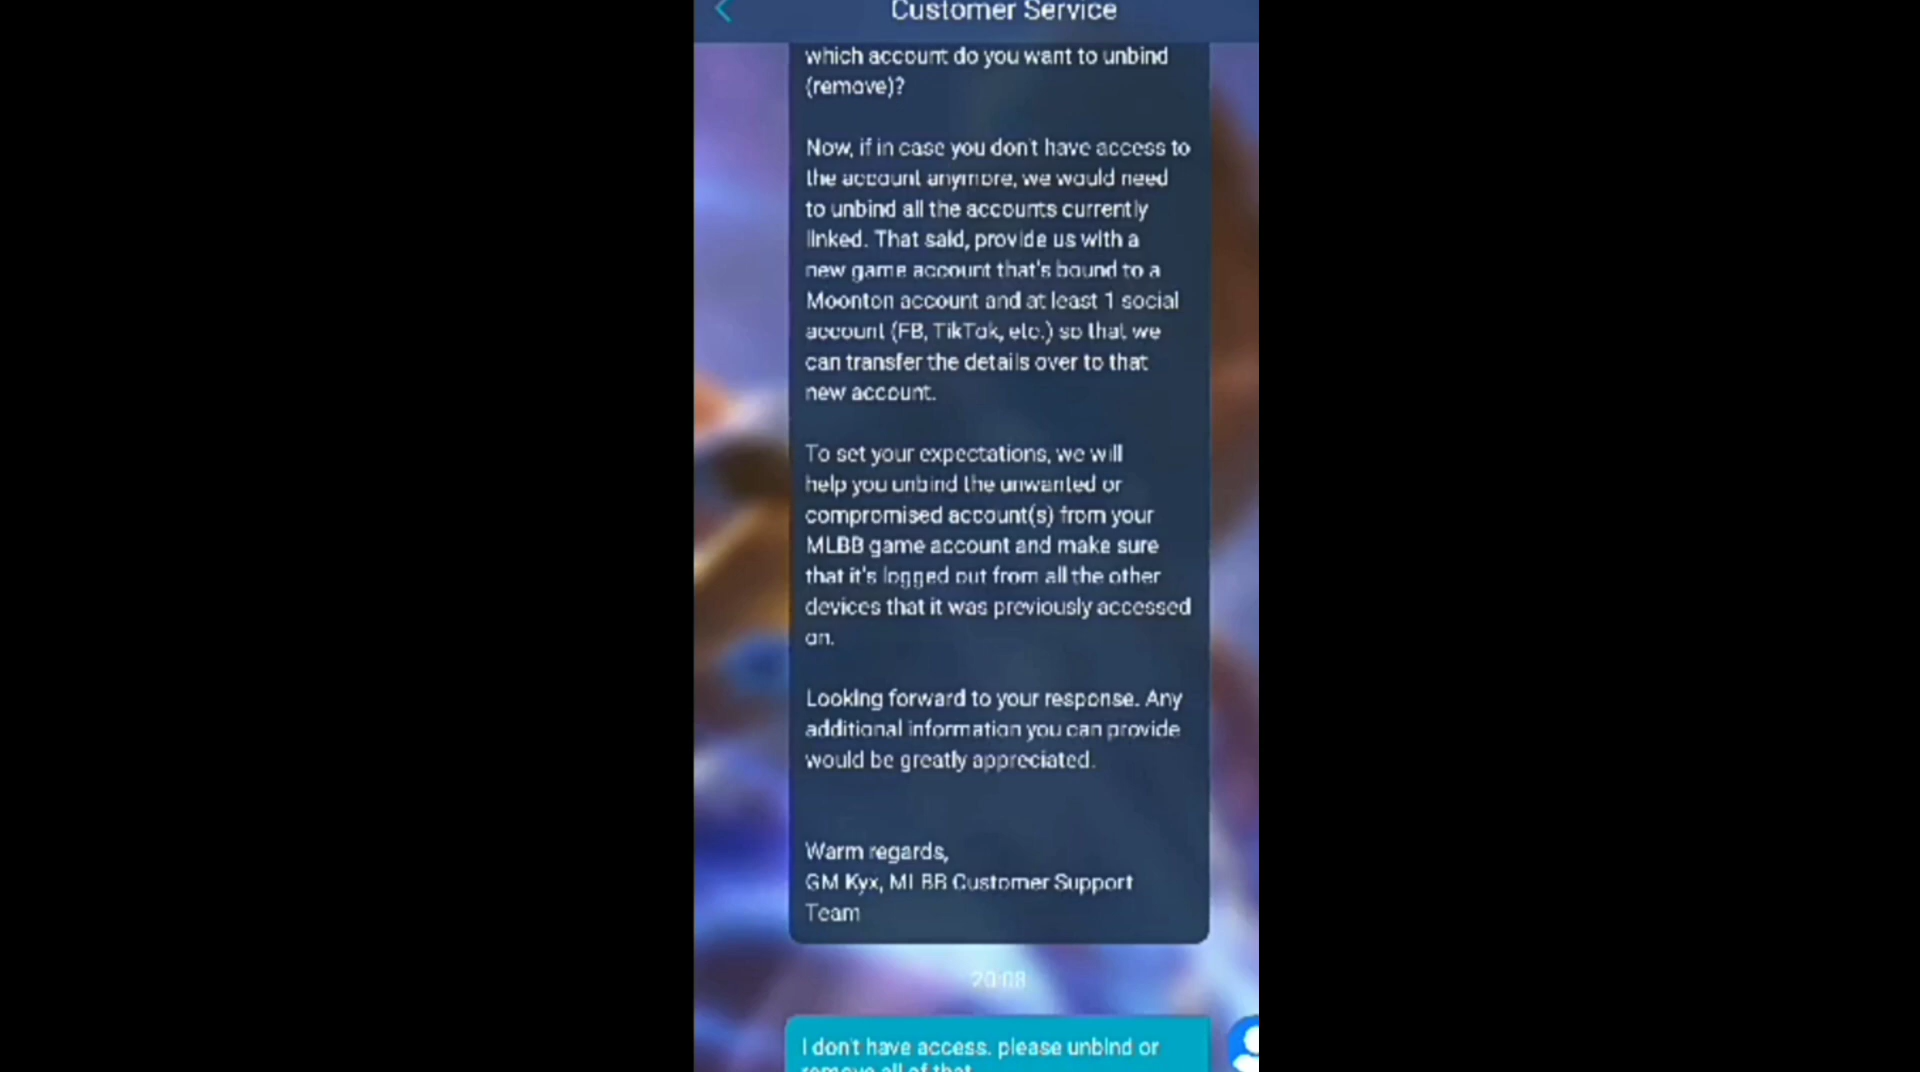 Customer Service
which account do you want to unbind
(remove)?
Now, if in case you don't have access to
the account anymore, we would need
to unbind all the accounts currently
linked. That said, provide us with a
new game account that's bound to a
Moonton account and at least 1 social
account (FB, TikTok, etc.) so that we
can transfer the details over to that
new account.
To set your expectations, we will
help you unbind the unwanted or
compromised account(s) from your
MLBB game account and make sure
that it's logged out from all the other
devices that it was previously accessed
on.
Looking forward to your response. Any
additional information you can provide
would be greatly appreciated.
Warm regards,
GM Kyx, MLBB Customer Support
Team
20:08
I don't have access. please unbind or
remove all of that